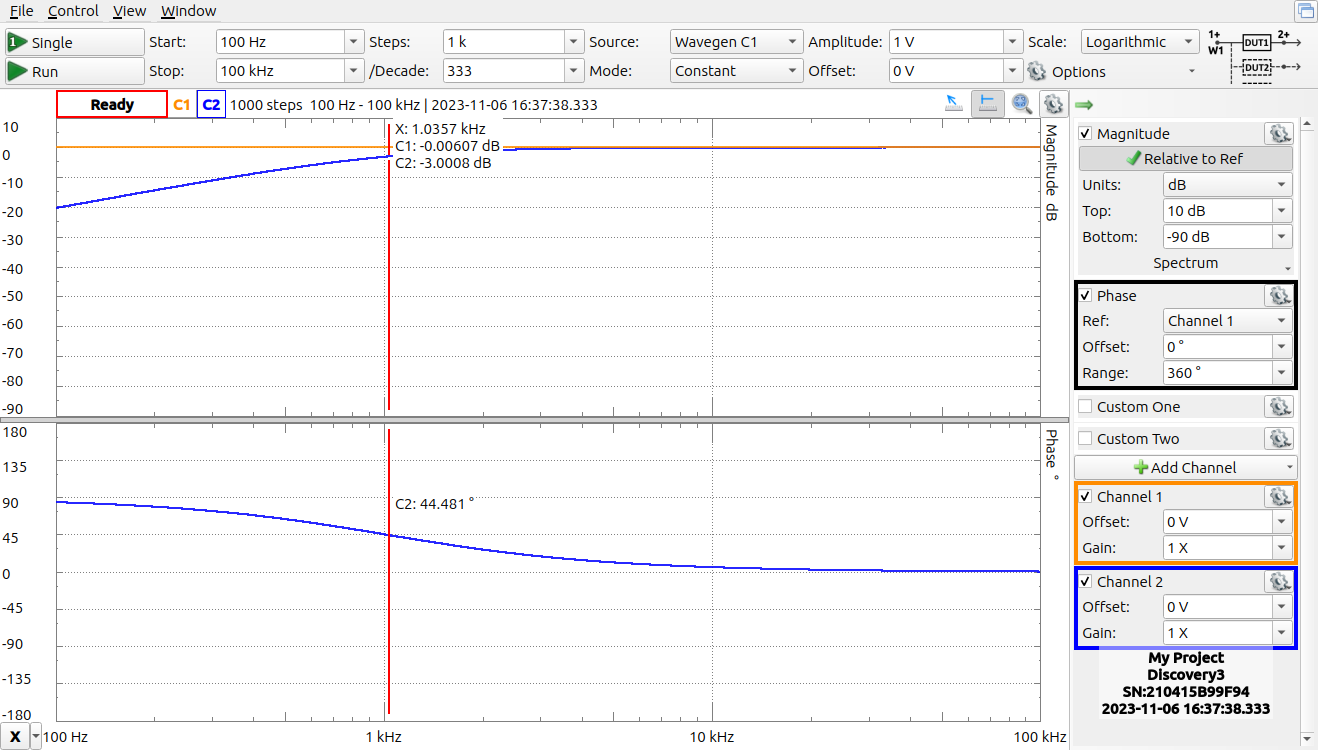 File Control View Window
1 Single Start: 100 Hz Steps: 1 k Source: Wavegen C1 Amplitude: 1 V Scale: Logarithmic 1+ W1 DUT1 2+
Run Stop: 100 kHz /Decade: 333 Mode: Constant Offset: 0 V Options DUT2
Ready C1 C2 1000 steps 100 Hz - 100 kHz | 2023-11-06 16:37:38.333
X: 1.0357 kHz
C1: -0.00607 dB
C2: -3.0008 dB
10
0
-10
-20
-30
-40
-50
-60
-70
-80
-90
Magnitude dB
180
135
90
45
0
-45
-90
-135
-180
C2: 44.481 °
Phase °
X 100 Hz 1 kHz 10 kHz 100 kHz
Magnitude
Relative to Ref
Units: dB
Top: 10 dB
Bottom: -90 dB
Spectrum
Phase
Ref: Channel 1
Offset: 0 °
Range: 360 °
Custom One
Custom Two
Add Channel
Channel 1
Offset: 0 V
Gain: 1 X
Channel 2
Offset: 0 V
Gain: 1 X
My Project
Discovery3
SN:210415B99F94
2023-11-06 16:37:38.333